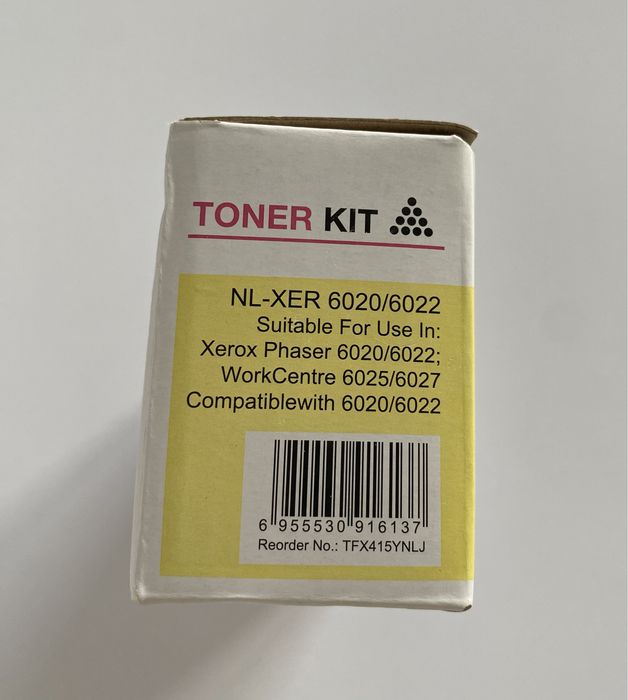 TONER KIT
NL-XER 6020/6022
Suitable For Use In:
Xerox Phaser 6020/6022;
WorkCentre 6025/6027
Compatiblewith 6020/6022
6 955530 916137
Reorder No.: TFX415YNLJ